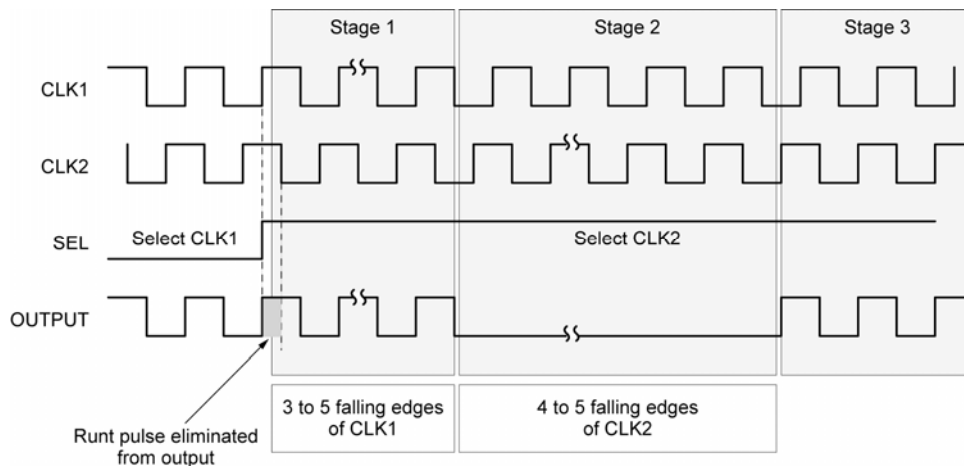 Stage 1
Stage 2
Stage 3
CLK1
CLK2
SEL
Select CLK1
Select CLK2
OUTPUT
Runt pulse eliminated
from output
3 to 5 falling edges
of CLK1
4 to 5 falling edges
of CLK2